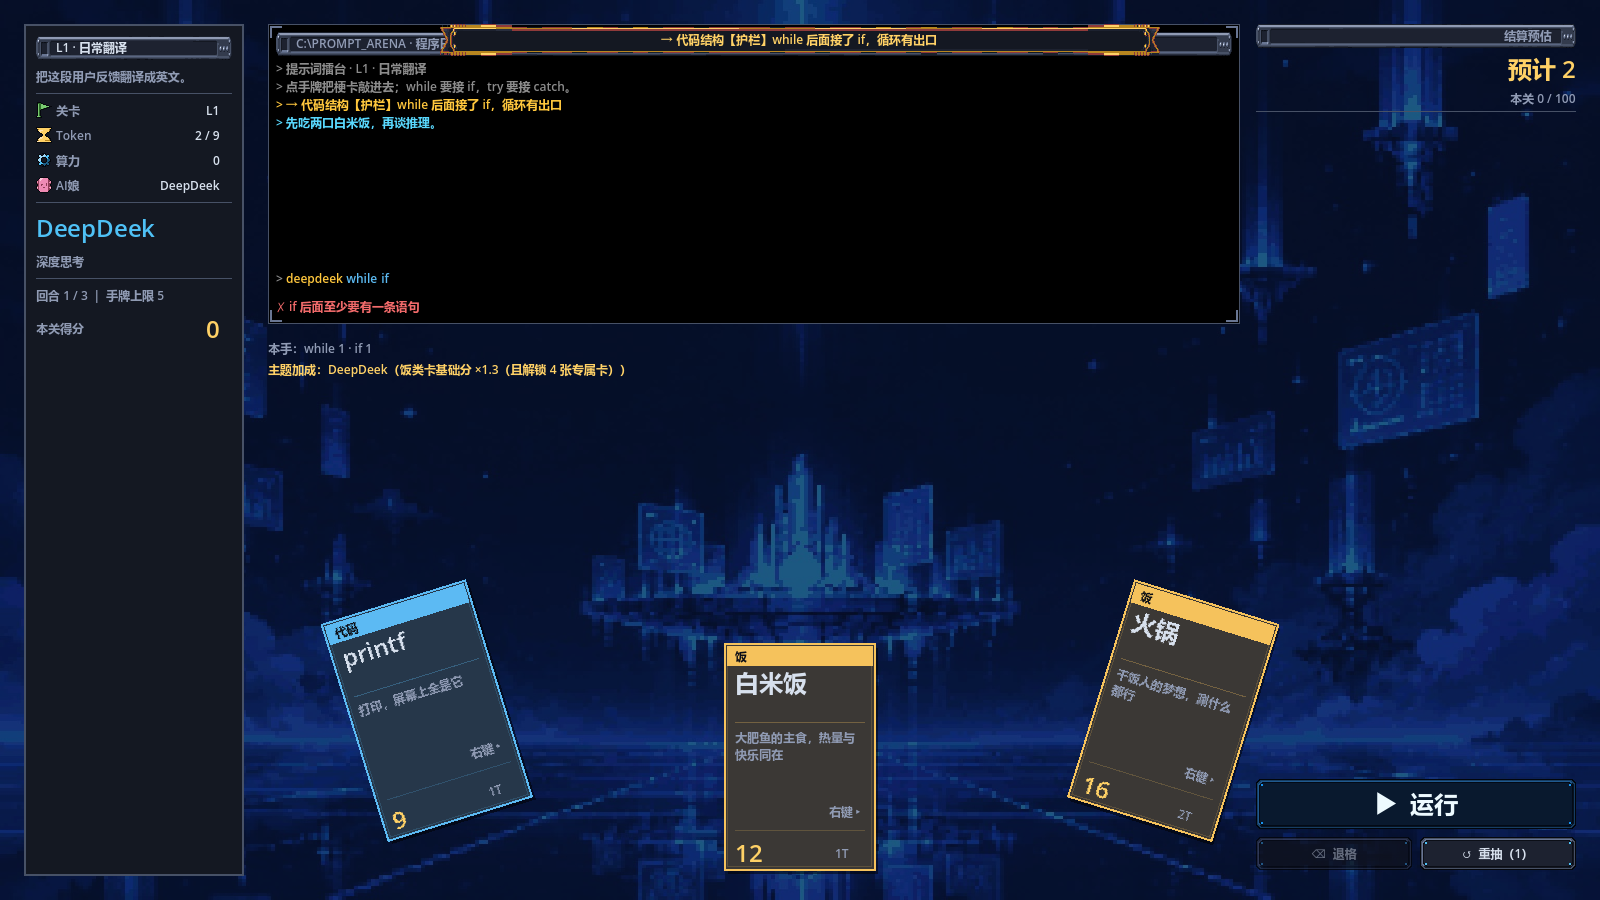 L1 · 日常翻译
把这段用户反馈翻译成英文。
关卡 L1
Token 2 / 9
算力 0
AI娘 DeepDeek
DeepDeek
深度思考
回合 1 / 3 | 手牌上限 5
本关得分 0
C:\PROMPT_ARENA · 程序
→ 代码结构【护栏】while 后面接了 if，循环有出口
> 提示词擂台 · L1 · 日常翻译
> 点手牌把梗卡敲进去；while 要接 if，try 要接 catch。
> → 代码结构【护栏】while 后面接了 if，循环有出口
> 先吃两口白米饭，再谈推理。
> deepdeek while if
✗ if 后面至少要有一条语句
本手：while 1 · if 1
主题加成：DeepDeek（饭类卡基础分 ×1.3（且解锁 4 张专属卡））
结算预估
预计 2
本关 0 / 100
代码
printf
打印，屏幕上全是它
右键 ▸
9 1T
饭
白米饭
大肥鱼的主食，热量与
快乐同在
右键 ▸
12 1T
饭
火锅
干饭人的梦想，涮什么
都行
右键 ▸
16 2T
▶ 运行
⌫ 退格
↺ 重抽（1）